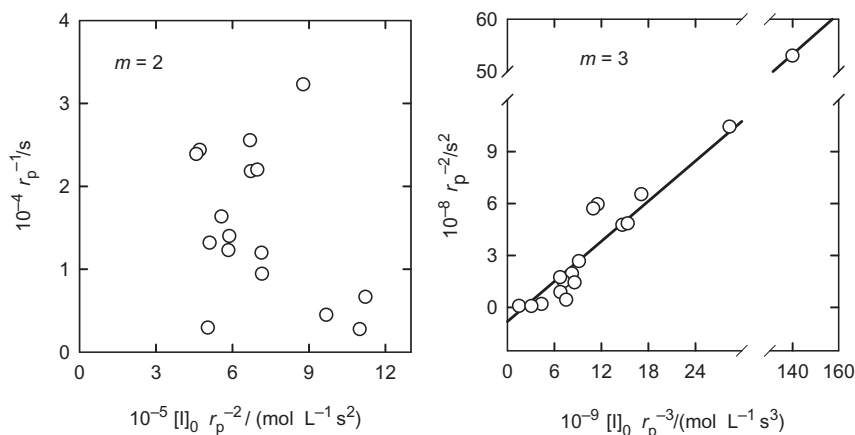 4
3
2
1
0
0 3 6 9 12
m = 2
10⁻⁴ rₚ⁻¹/s
10⁻⁵ [I]₀ rₚ⁻² / (mol L⁻¹ s²)
60
50
9
6
3
0
0 6 12 18 24 140 160
m = 3
10⁻⁸ rₚ⁻²/s²
10⁻⁹ [I]₀ rₚ⁻³/(mol L⁻¹ s³)